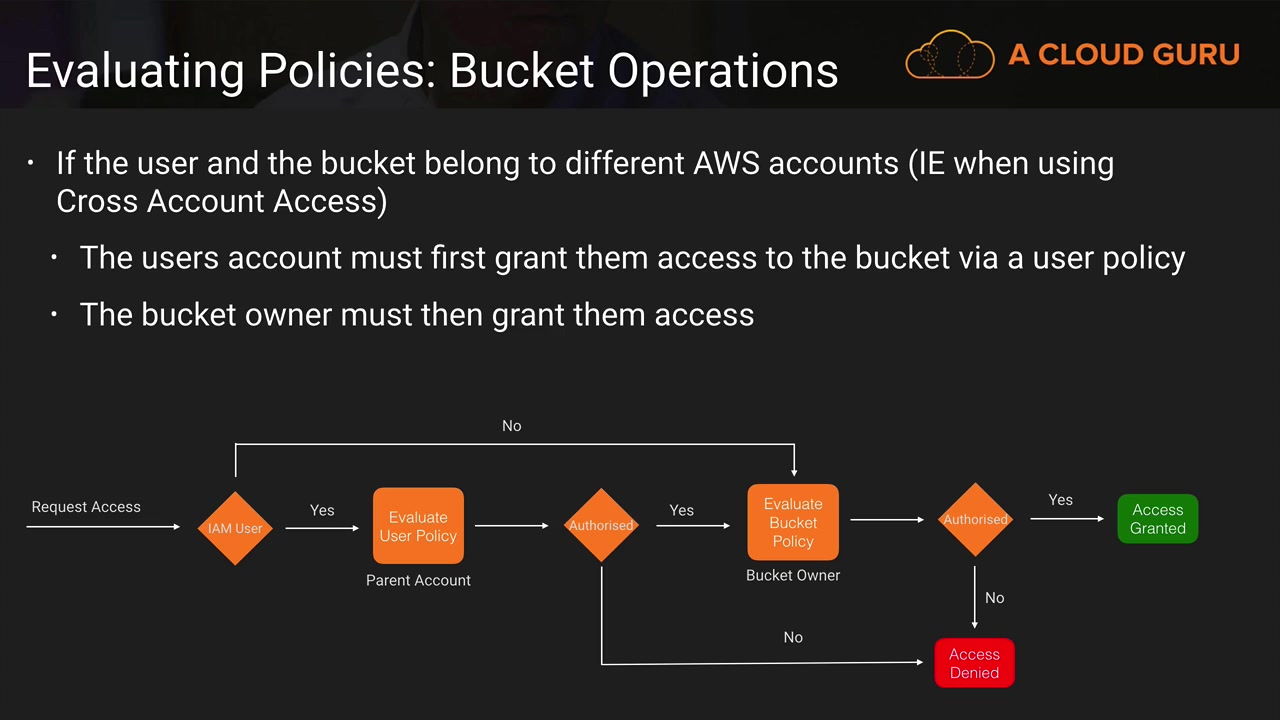 Evaluating Policies: Bucket Operations
A CLOUD GURU
• If the user and the bucket belong to different AWS accounts (IE when using
Cross Account Access)
• The users account must first grant them access to the bucket via a user policy
• The bucket owner must then grant them access
No
Request Access
IAM User
Yes
Evaluate
User Policy
Parent Account
Authorised
Yes
Evaluate
Bucket
Policy
Bucket Owner
Authorised
Yes
Access
Granted
No
No
Access
Denied